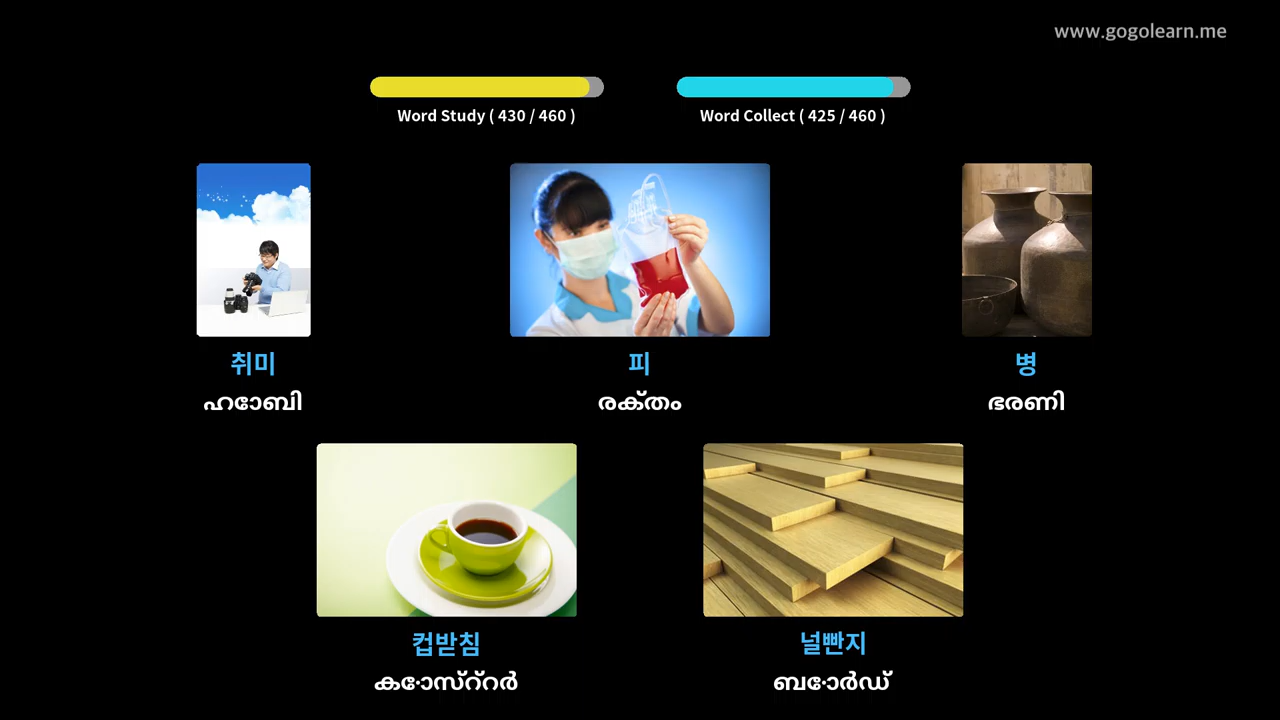 www.gogolearn.me
Word Study ( 430 / 460 )
Word Collect ( 425 / 460 )
취미
피
병
ഹോബി
രക്തം
ഭരണി
컵받침
널빤지
കോസ്റ്റർ
ബോർഡ്